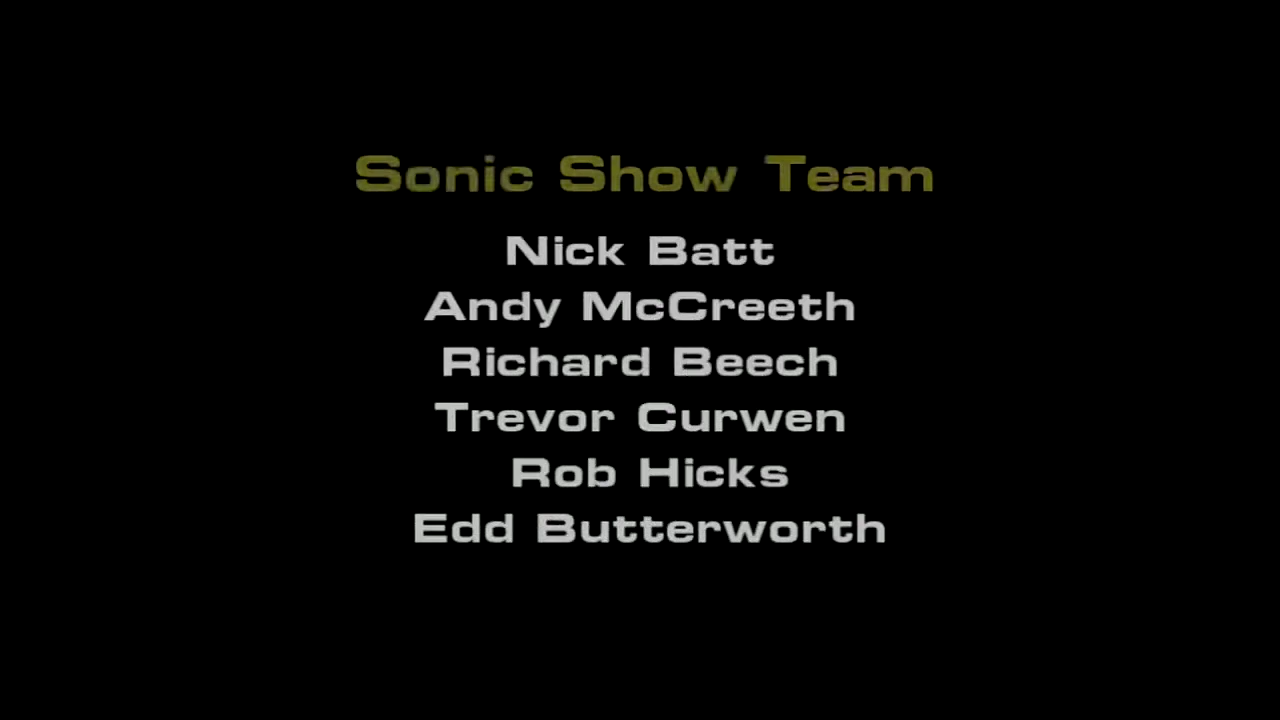 Sonic Show Team
Nick Batt
Andy McCreeth
Richard Beech
Trevor Curwen
Rob Hicks
Edd Butterworth